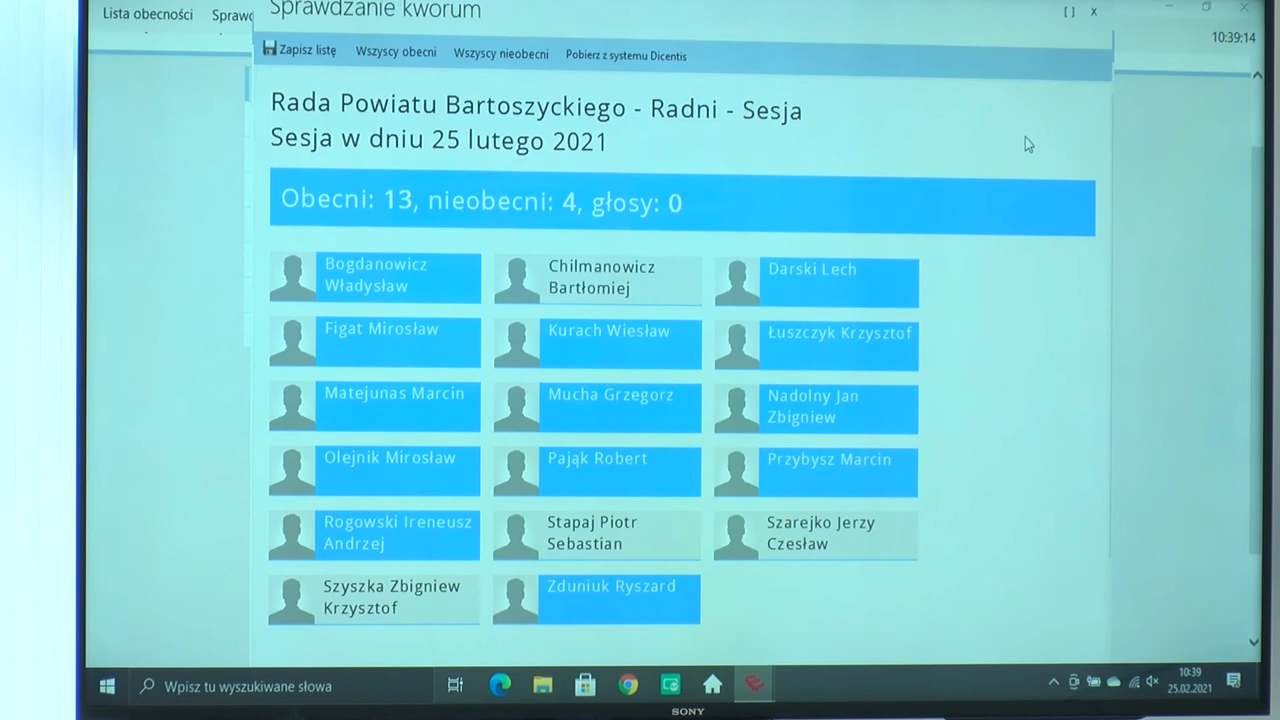 Lista obecności
Sprawdzanie kworum
[ ] x
10:39:14
Zapisz listę Wszyscy obecni Wszyscy nieobecni Pobierz z systemu Dicentis
Rada Powiatu Bartoszyckiego - Radni - Sesja
Sesja w dniu 25 lutego 2021
Obecni: 13, nieobecni: 4, głosy: 0
Bogdanowicz
Władysław
Chilmanowicz
Bartłomiej
Darski Lech
Figat Mirosław
Kurach Wiesław
Łuszczyk Krzysztof
Matejunas Marcin
Mucha Grzegorz
Nadolny Jan
Zbigniew
Olejnik Mirosław
Pająk Robert
Przybysz Marcin
Rogowski Ireneusz
Andrzej
Stapaj Piotr
Sebastian
Szarejko Jerzy
Czesław
Szyszka Zbigniew
Krzysztof
Zduniuk Ryszard
Wpisz tu wyszukiwane słowa
10:39
25.02.2021
SONY